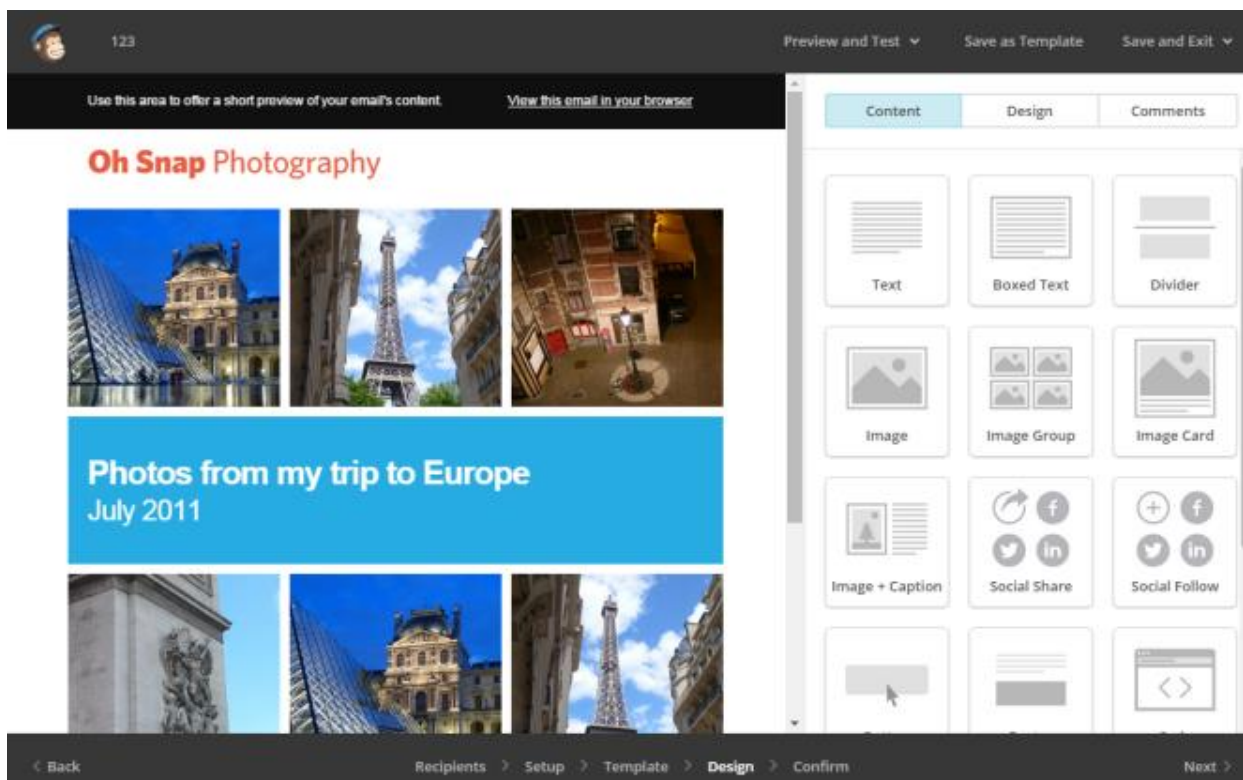 123
Preview and Test
Save as Template
Save and Exit
Use this area to offer a short preview of your email's content.
View this email in your browser
Content
Design
Comments
Oh Snap Photography
Text
Boxed Text
Divider
Image
Image Group
Image Card
Photos from my trip to Europe
July 2011
Image + Caption
Social Share
Social Follow
< Back
Recipients > Setup > Template > Design > Confirm
Next >